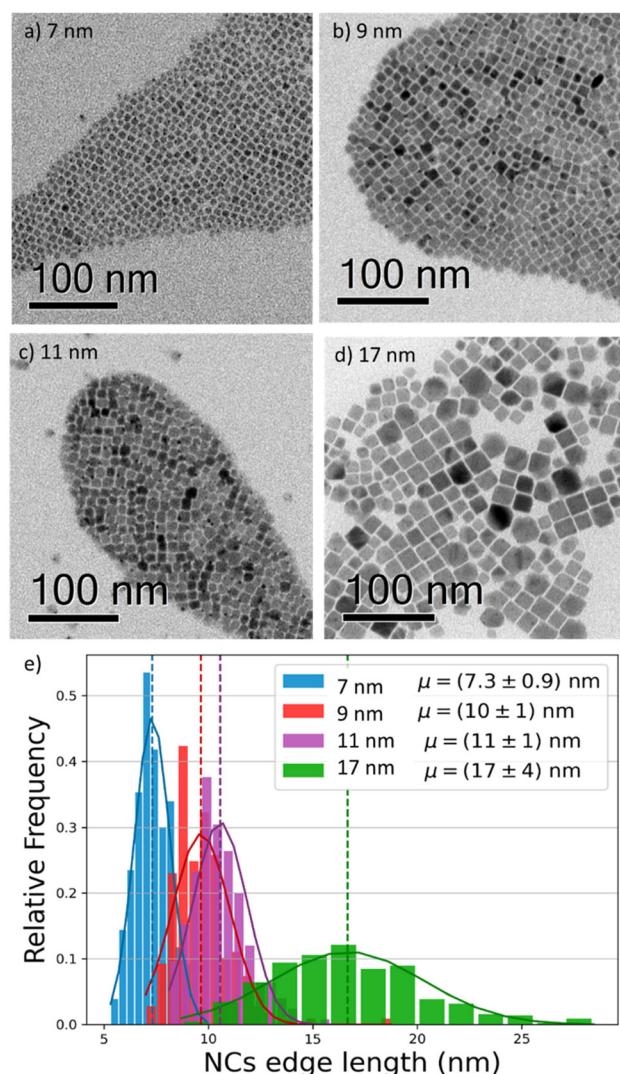 a) 7 nm
100 nm
b) 9 nm
100 nm
c) 11 nm
100 nm
d) 17 nm
100 nm
e)
Relative Frequency
0.5
0.4
0.3
0.2
0.1
0.0
7 nm μ = (7.3 ± 0.9) nm
9 nm μ = (10 ± 1) nm
11 nm μ = (11 ± 1) nm
17 nm μ = (17 ± 4) nm
5 10 15 20 25
NCs edge length (nm)